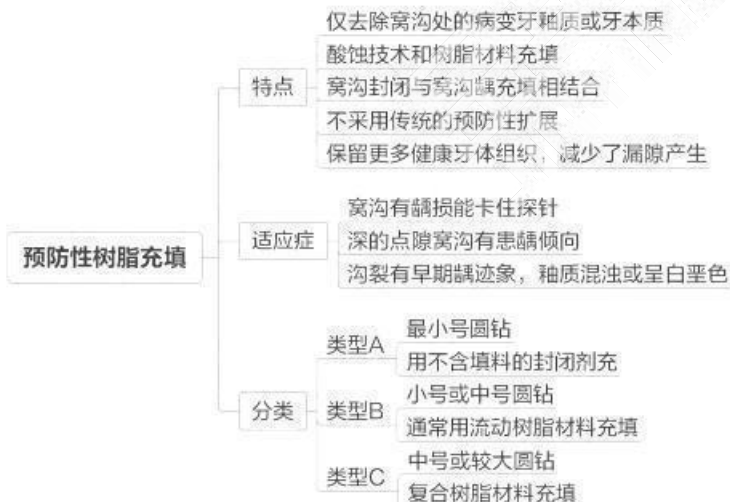 预防性树脂充填
特点
仅去除窝沟处的病变牙釉质或牙本质
酸蚀技术和树脂材料充填
窝沟封闭与窝沟龋充填相结合
不采用传统的预防性扩展
保留更多健康牙体组织，减少了漏隙产生
适应症
窝沟有龋损能卡住探针
深的点隙窝沟有患龋倾向
沟裂有早期龋迹象，釉质混浊或呈白垩色
分类
类型A
最小号圆钻
用不含填料的封闭剂充
类型B
小号或中号圆钻
通常用流动树脂材料充填
类型C
中号或较大圆钻
复合树脂材料充填